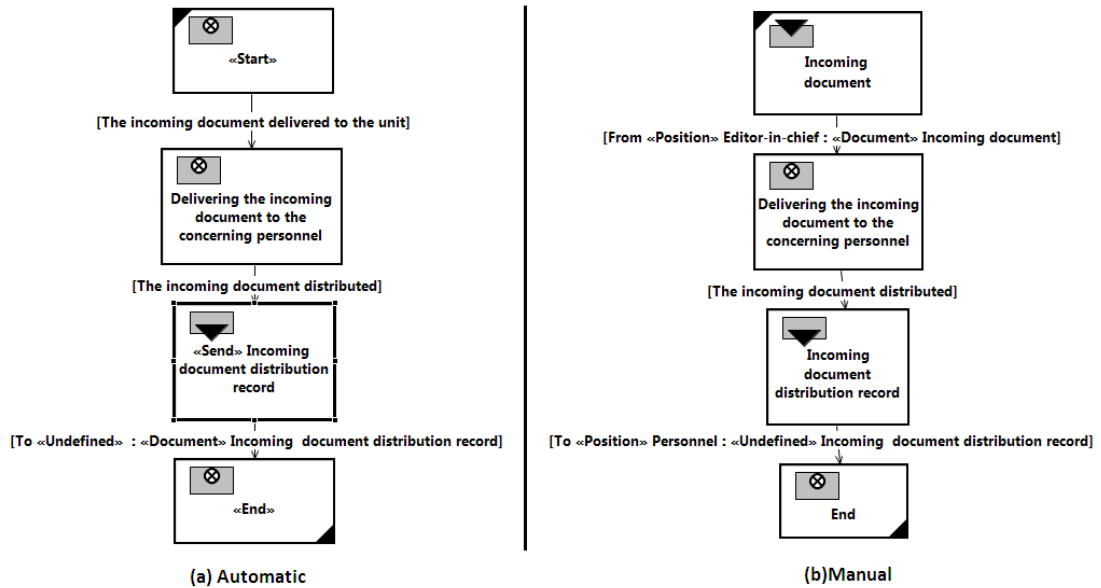 «Start»
[The incoming document delivered to the unit]
Delivering the incoming
document to the
concerning personnel
[The incoming document distributed]
«Send» Incoming
document distribution
record
[To «Undefined»  : «Document» Incoming  document distribution record]
«End»
(a) Automatic
Incoming
document
[From «Position» Editor-in-chief : «Document» Incoming document]
Delivering the incoming
document to the
concerning personnel
[The incoming document distributed]
Incoming
document
distribution record
[To «Position» Personnel : «Undefined» Incoming  document distribution record]
End
(b)Manual